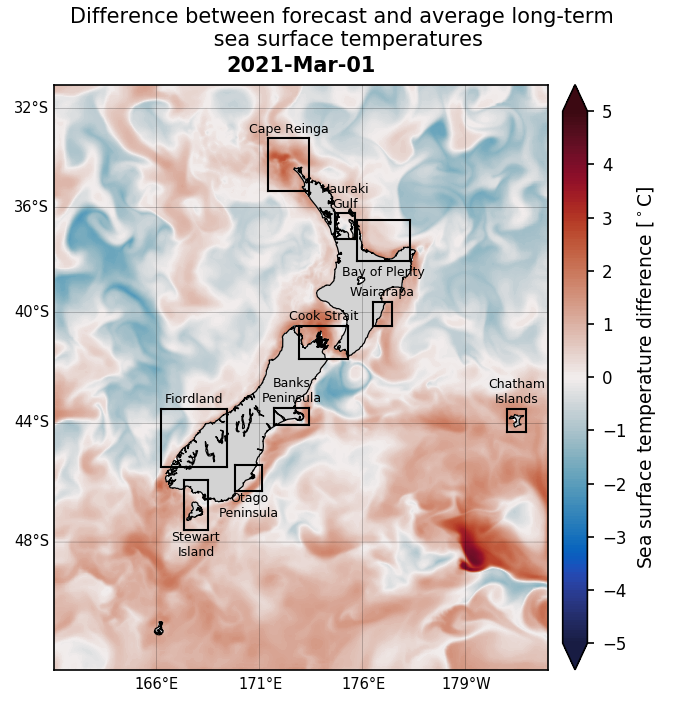 Difference between forecast and average long-term
sea surface temperatures
2021-Mar-01
32°S
36°S
40°S
44°S
48°S
166°E
171°E
176°E
179°W
Cape Reinga
Hauraki
Gulf
Bay of Plenty
Wairarapa
Cook Strait
Banks
Peninsula
Fiordland
Chatham
Islands
Otago
Peninsula
Stewart
Island
5
4
3
2
1
0
−1
−2
−3
−4
−5
Sea surface temperature difference [°C]